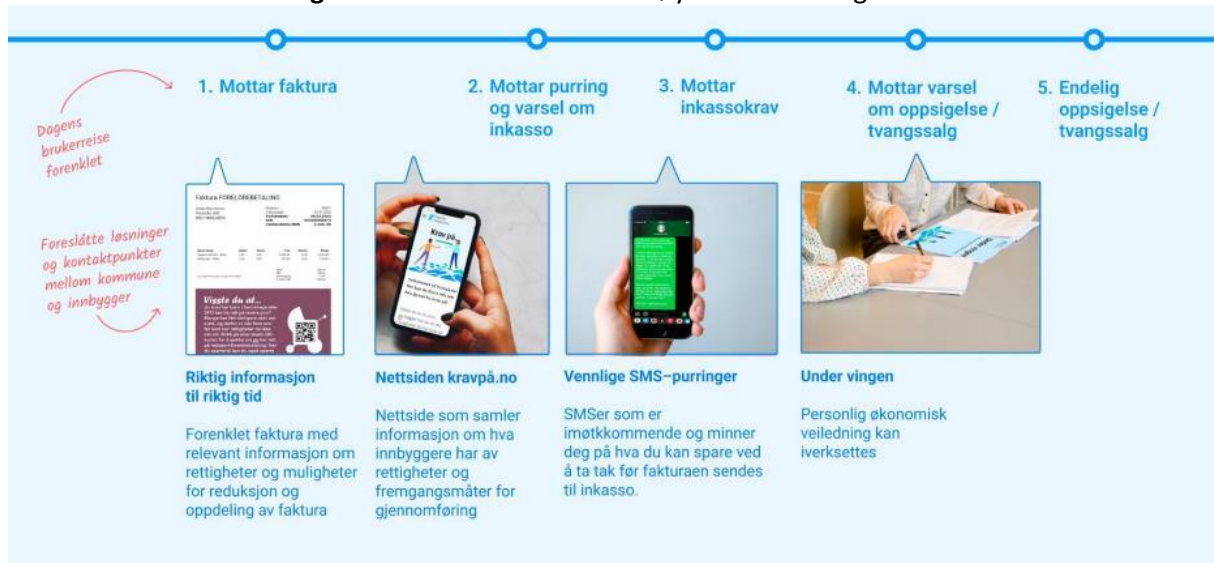 1. Mottar faktura
2. Mottar purring
og varsel om
inkasso
3. Mottar
inkassokrav
4. Mottar varsel
om oppsigelse /
tvangssalg
5. Endelig
oppsigelse /
tvangssalg
Dagens
brukerreise
forenklet
Foreslåtte løsninger
og kontaktpunkter
mellom kommune
og innbygger
Faktura FORELDREBETALING
Visste du at...
Krav på...
Riktig informasjon
til riktig tid
Forenklet faktura med
relevant informasjon om
rettigheter og muligheter
for reduksjon og
oppdeling av faktura
Nettsiden kravpå.no
Nettside som samler
informasjon om hva
innbyggere har av
rettigheter og
fremgangsmåter for
gjennomføring
Vennlige SMS–purringer
SMSer som er
imøtkkommende og minner
deg på hva du kan spare ved
å ta tak før fakturaen sendes
til inkasso.
Under vingen
Personlig økonomisk
veiledning kan
iverksettes